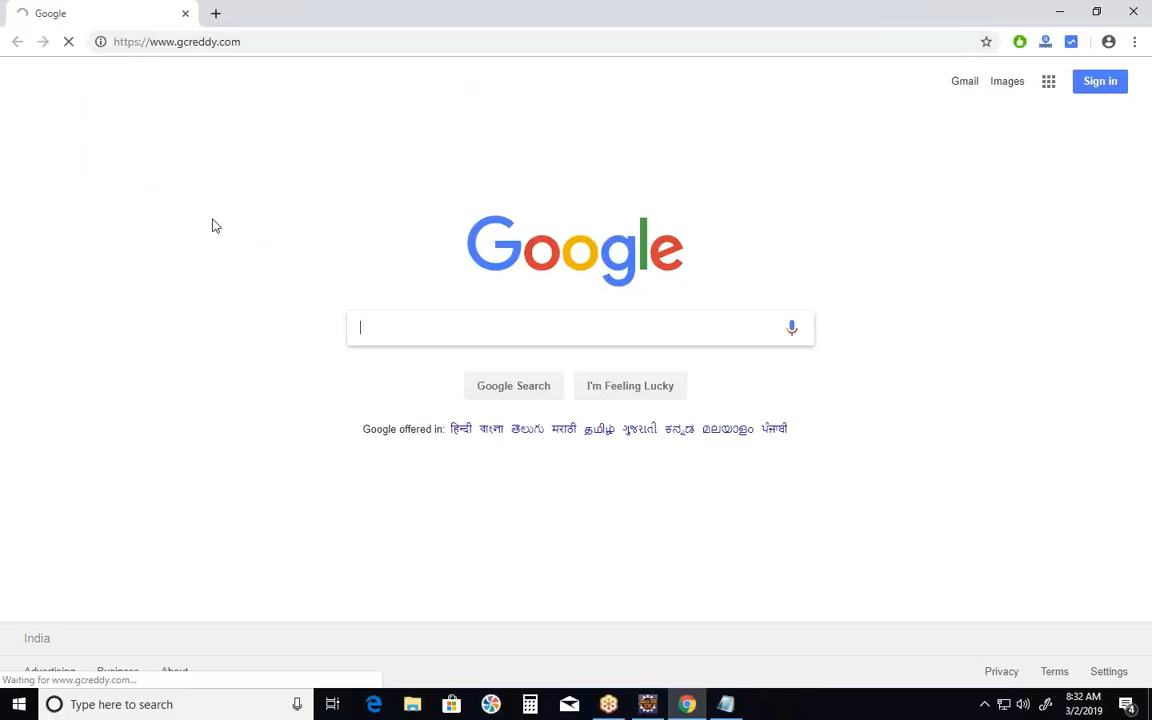 Google
https://www.gcreddy.com
Gmail Images Sign in
Google
Google Search I'm Feeling Lucky
Google offered in: हिन्दी বাংলা తెలుగు मराठी தமிழ் ગુજરાતી ಕನ್ನಡ മലയാളം ਪੰਜਾਬੀ
India
Advertising Business About Privacy Terms Settings
Waiting for www.gcreddy.com...
Type here to search
8:32 AM
3/2/2019
4